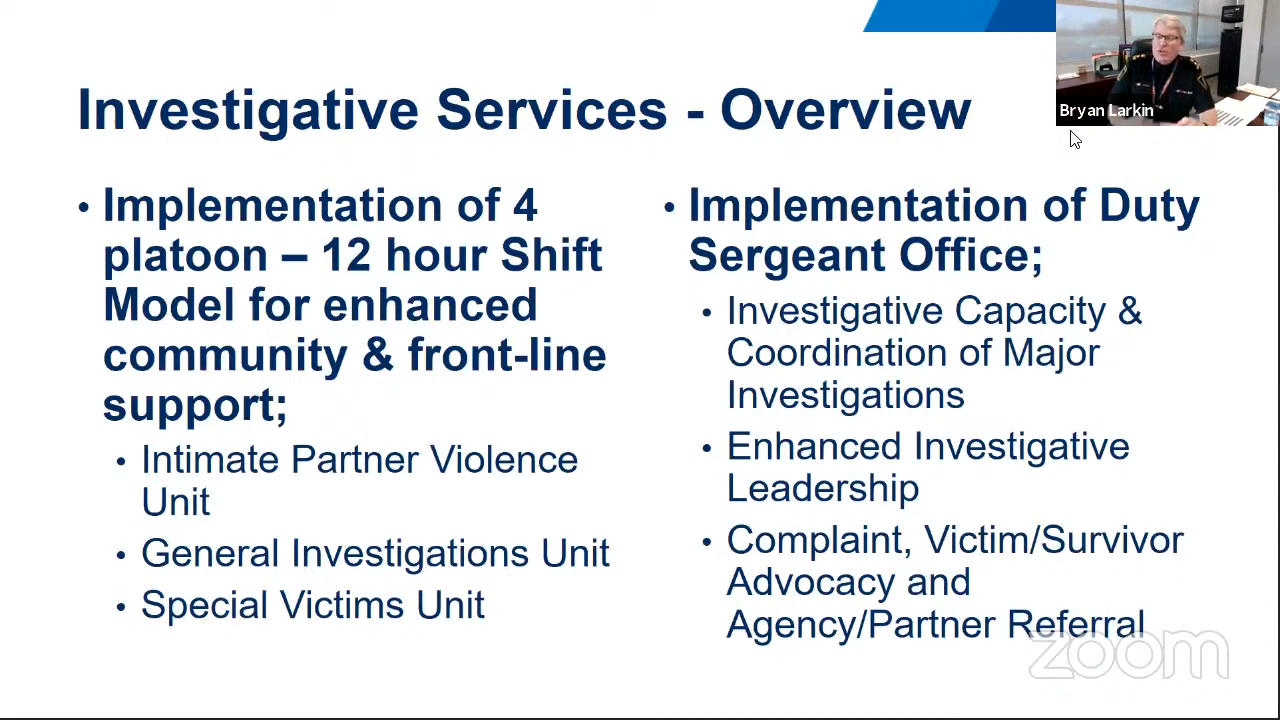 Investigative Services - Overview
Bryan Larkin
• Implementation of 4
platoon – 12 hour Shift
Model for enhanced
community & front-line
support;
• Intimate Partner Violence
Unit
• General Investigations Unit
• Special Victims Unit
• Implementation of Duty
Sergeant Office;
• Investigative Capacity &
Coordination of Major
Investigations
• Enhanced Investigative
Leadership
• Complaint, Victim/Survivor
Advocacy and
Agency/Partner Referral
zoom